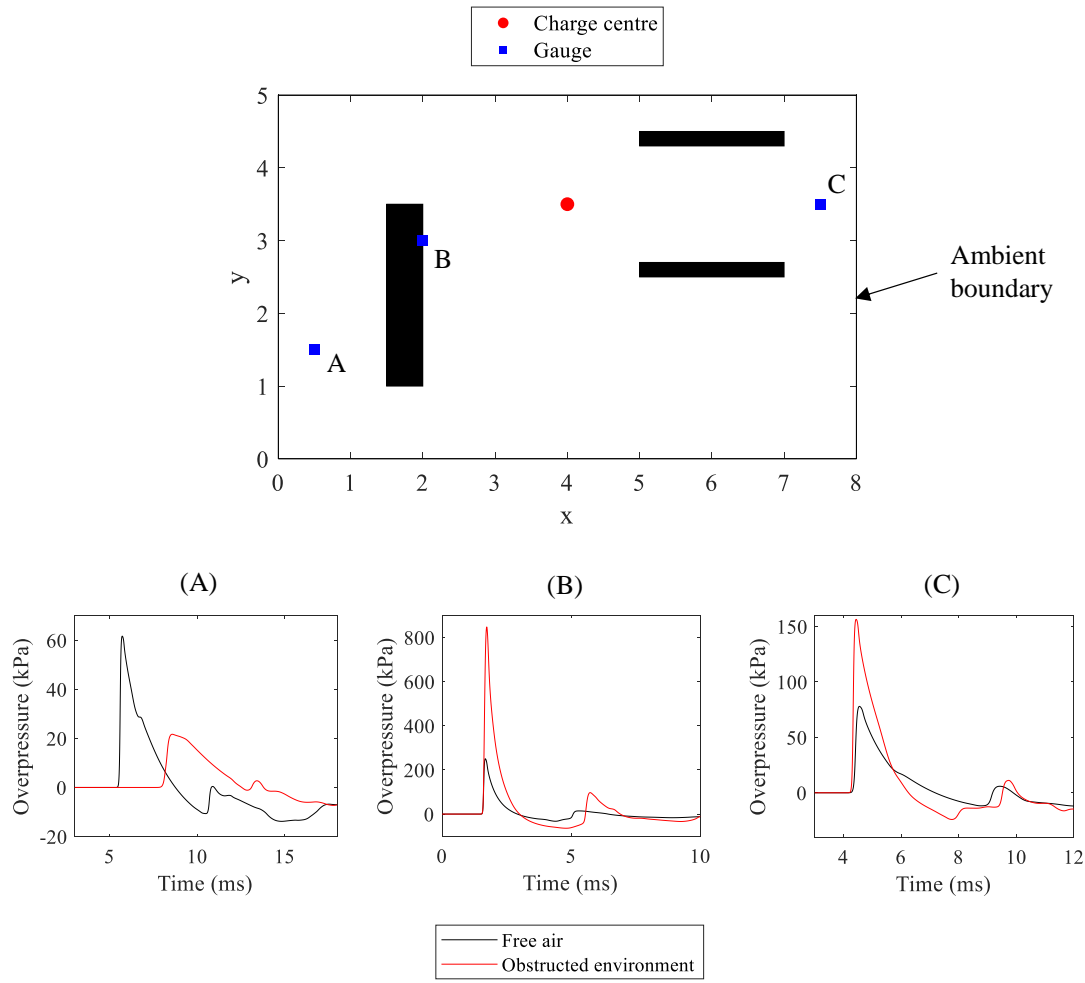 Charge centre
Gauge
5
4
3
2
1
0
y
A
B
C
Ambient
boundary
0 1 2 3 4 5 6 7 8
x
(A)
60
40
20
0
-20
Overpressure (kPa)
5 10 15
Time (ms)
(B)
800
600
400
200
0
Overpressure (kPa)
0 5 10
Time (ms)
(C)
150
100
50
0
Overpressure (kPa)
4 6 8 10 12
Time (ms)
Free air
Obstructed environment